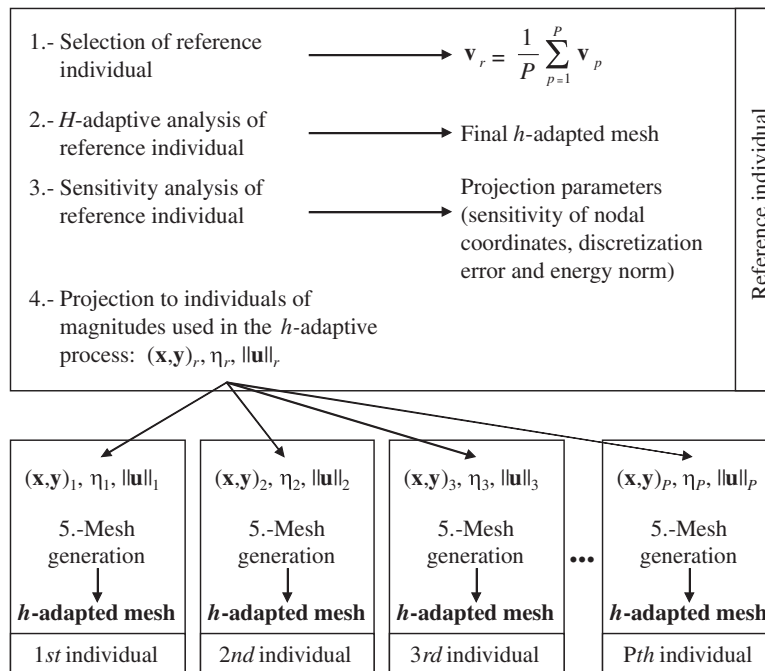 1.- Selection of reference
individual
v_r = 1/P ∑_{p=1}^{P} v_p
2.- H-adaptive analysis of
reference individual
Final h-adapted mesh
3.- Sensitivity analysis of
reference individual
Projection parameters
(sensitivity of nodal
coordinates, discretization
error and energy norm)
4.- Projection to individuals of
magnitudes used in the h-adaptive
process: (x,y)_r, η_r, ||u||_r
Reference individual
(x,y)_1, η_1, ||u||_1
5.-Mesh
generation
h-adapted mesh
1st individual
(x,y)_2, η_2, ||u||_2
5.-Mesh
generation
h-adapted mesh
2nd individual
(x,y)_3, η_3, ||u||_3
5.-Mesh
generation
h-adapted mesh
3rd individual
•••
(x,y)_P, η_P, ||u||_P
5.-Mesh
generation
h-adapted mesh
Pth individual